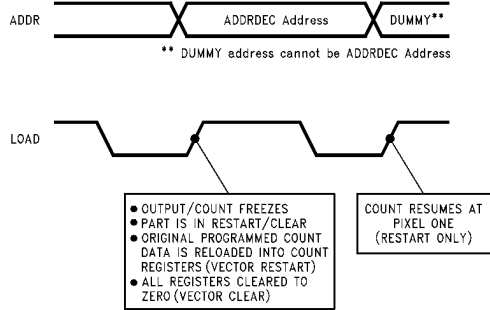 ADDR
ADDRDEC Address
DUMMY**
** DUMMY address cannot be ADDRDEC Address
LOAD
● OUTPUT/COUNT FREEZES
● PART IS IN RESTART/CLEAR
● ORIGINAL PROGRAMMED COUNT
DATA IS RELOADED INTO COUNT
REGISTERS (VECTOR RESTART)
● ALL REGISTERS CLEARED TO
ZERO (VECTOR CLEAR)
COUNT RESUMES AT
PIXEL ONE
(RESTART ONLY)